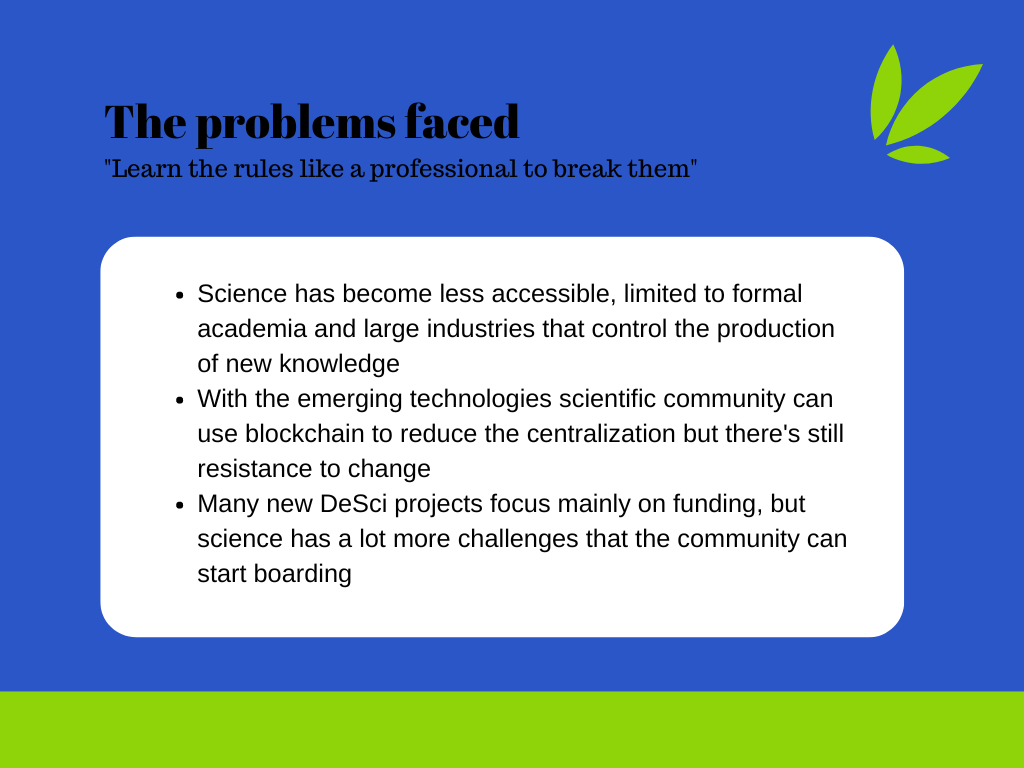 The problems faced
"Learn the rules like a professional to break them"
• Science has become less accessible, limited to formal
academia and large industries that control the production
of new knowledge
• With the emerging technologies scientific community can
use blockchain to reduce the centralization but there's still
resistance to change
• Many new DeSci projects focus mainly on funding, but
science has a lot more challenges that the community can
start boarding